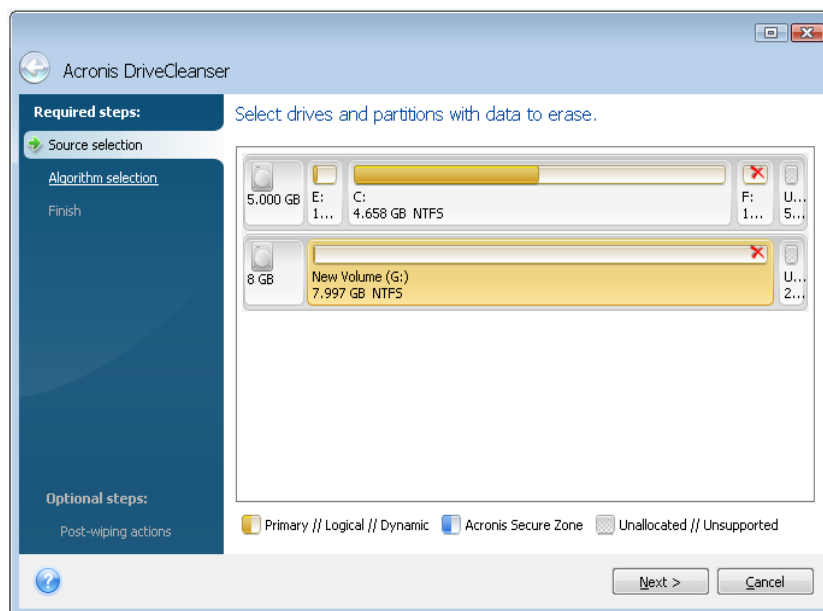 Acronis DriveCleanser
Required steps:
Source selection
Algorithm selection
Finish
Optional steps:
Post-wiping actions
Select drives and partitions with data to erase.
5.000 GB
E:
1...
C:
4.658 GB NTFS
F:
1...
U...
5...
8 GB
New Volume (G:)
7.997 GB NTFS
U...
2...
Primary // Logical // Dynamic
Acronis Secure Zone
Unallocated // Unsupported
?
Next >
Cancel